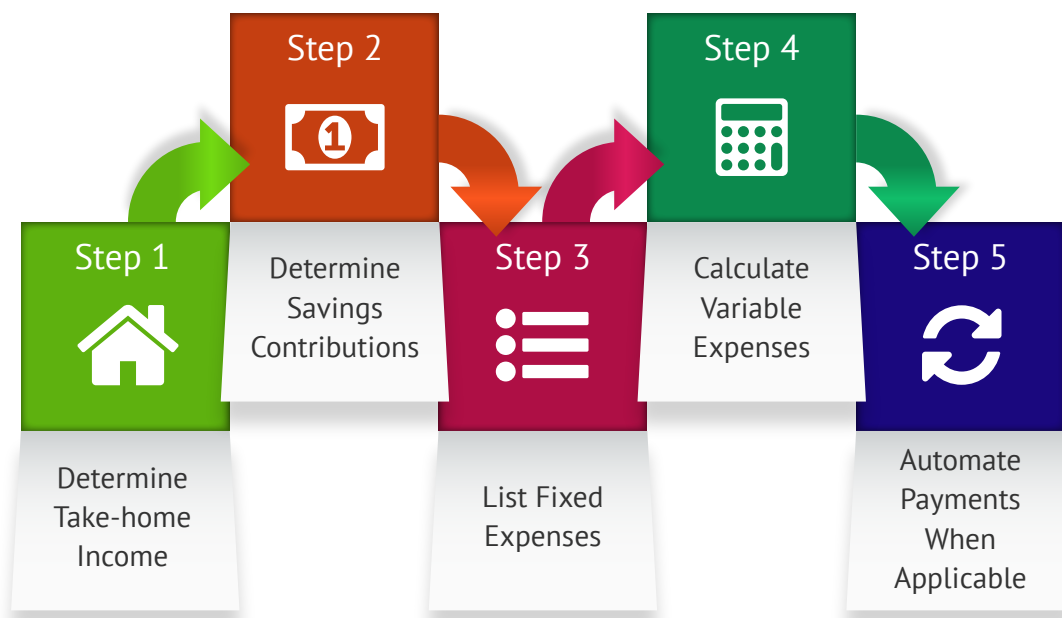 Step 1
Determine
Take-home
Income
Step 2
1
Determine
Savings
Contributions
Step 3
List Fixed
Expenses
Step 4
Calculate
Variable
Expenses
Step 5
Automate
Payments
When
Applicable